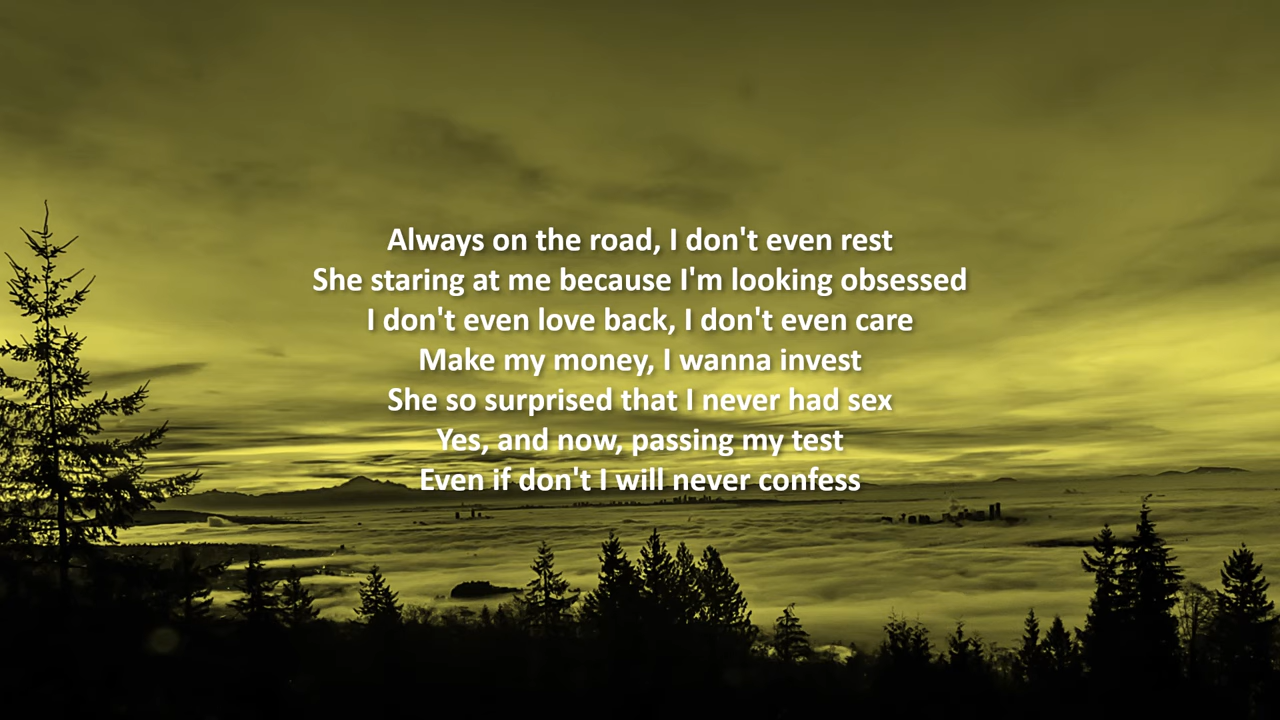 Always on the road, I don't even rest
She staring at me because I'm looking obsessed
I don't even love back, I don't even care
Make my money, I wanna invest
She so surprised that I never had sex
Yes, and now, passing my test
Even if don't I will never confess